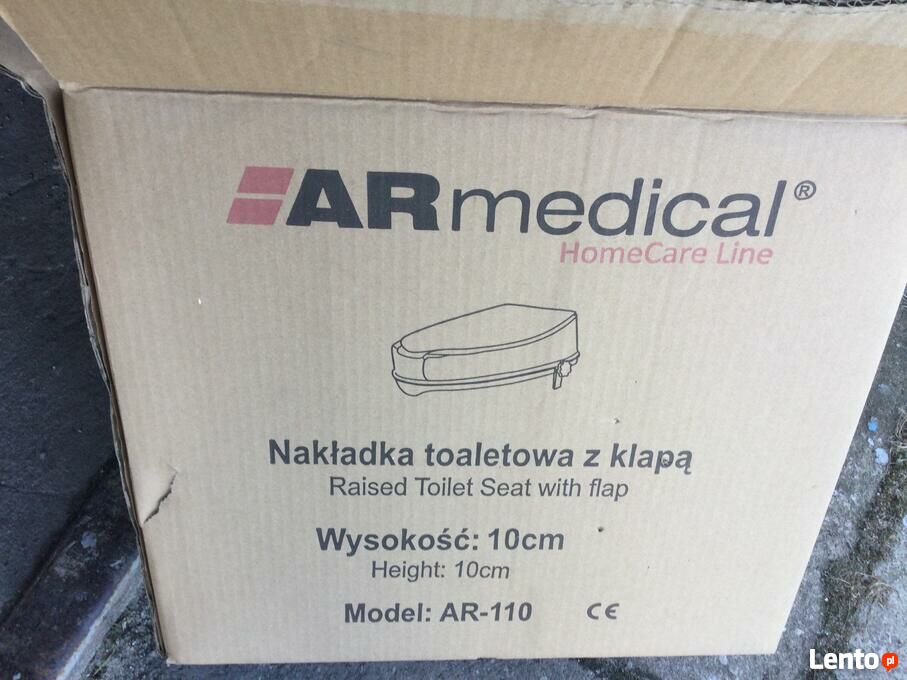 ARmedical®
HomeCare Line
Nakładka toaletowa z klapą
Raised Toilet Seat with flap
Wysokość: 10cm
Height: 10cm
Model: AR-110 CE
Lento.pl